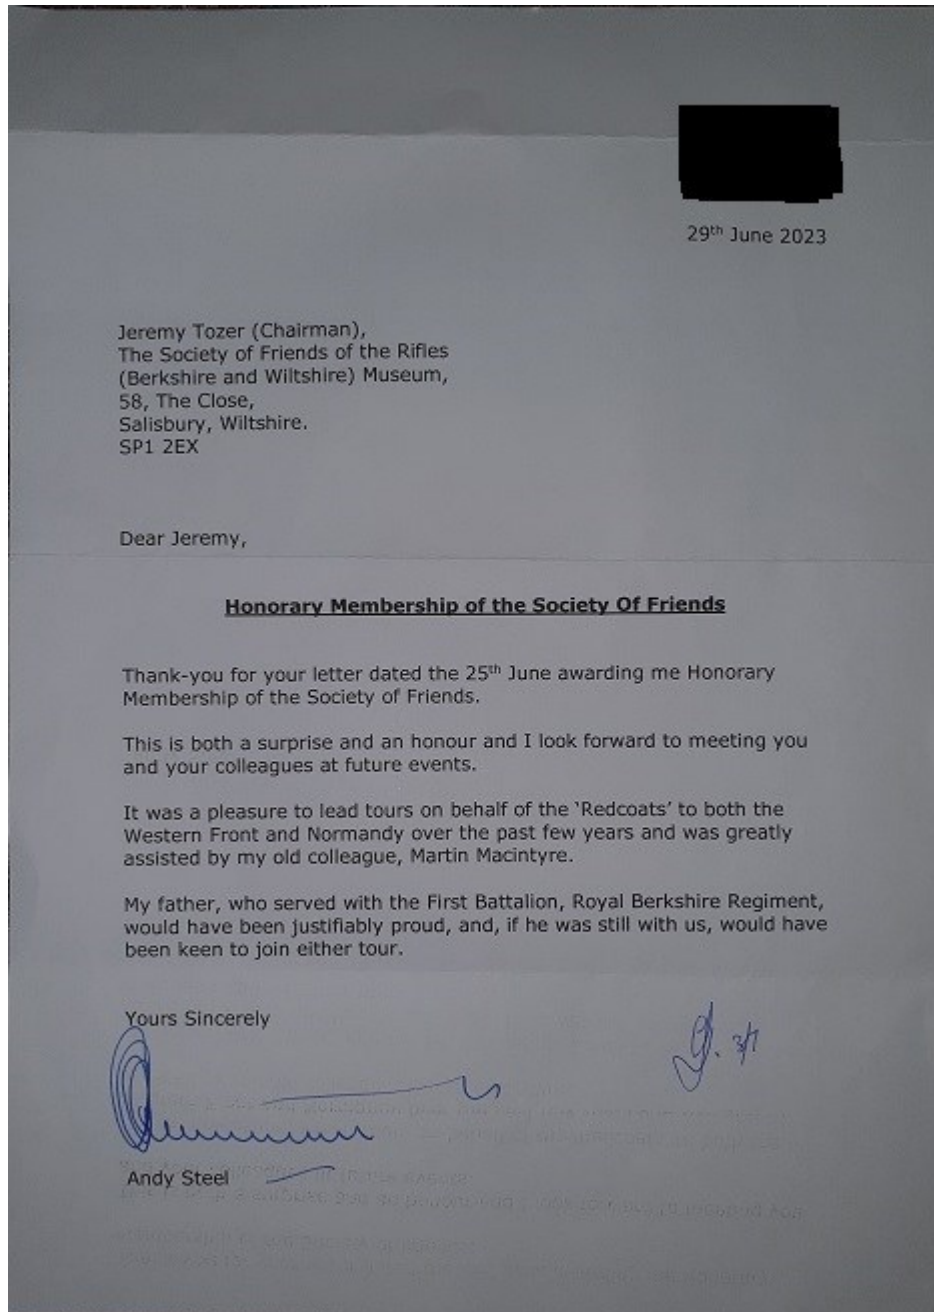 29th June 2023
Jeremy Tozer (Chairman),
The Society of Friends of the Rifles
(Berkshire and Wiltshire) Museum,
58, The Close,
Salisbury, Wiltshire.
SP1 2EX
Dear Jeremy,
Honorary Membership of the Society Of Friends
Thank-you for your letter dated the 25th June awarding me Honorary
Membership of the Society of Friends.
This is both a surprise and an honour and I look forward to meeting you
and your colleagues at future events.
It was a pleasure to lead tours on behalf of the ‘Redcoats’ to both the
Western Front and Normandy over the past few years and was greatly
assisted by my old colleague, Martin Macintyre.
My father, who served with the First Battalion, Royal Berkshire Regiment,
would have been justifiably proud, and, if he was still with us, would have
been keen to join either tour.
Yours Sincerely
3/7
Andy Steel